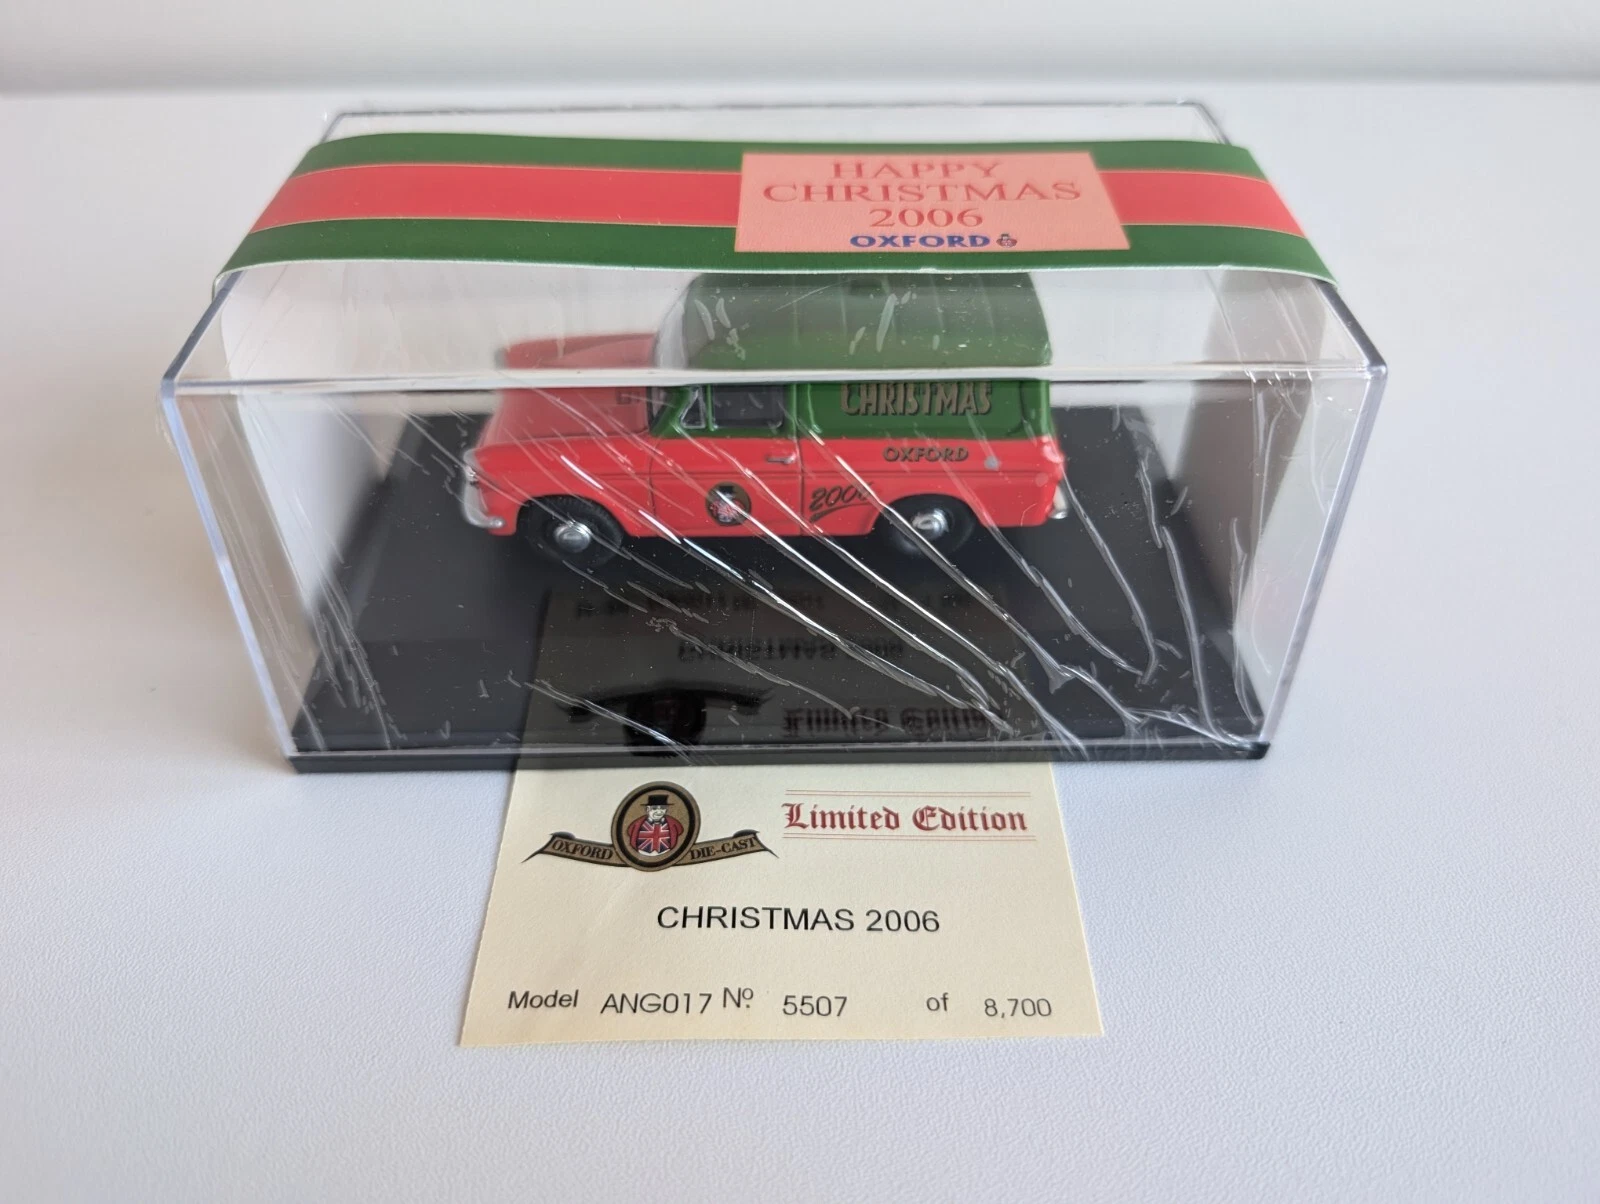 HAPPY
CHRISTMAS
2006
OXFORD
CHRISTMAS
OXFORD
2006
OXFORD DIE-CAST
Limited Edition
CHRISTMAS 2006
Model ANG017 Nº 5507 of 8,700